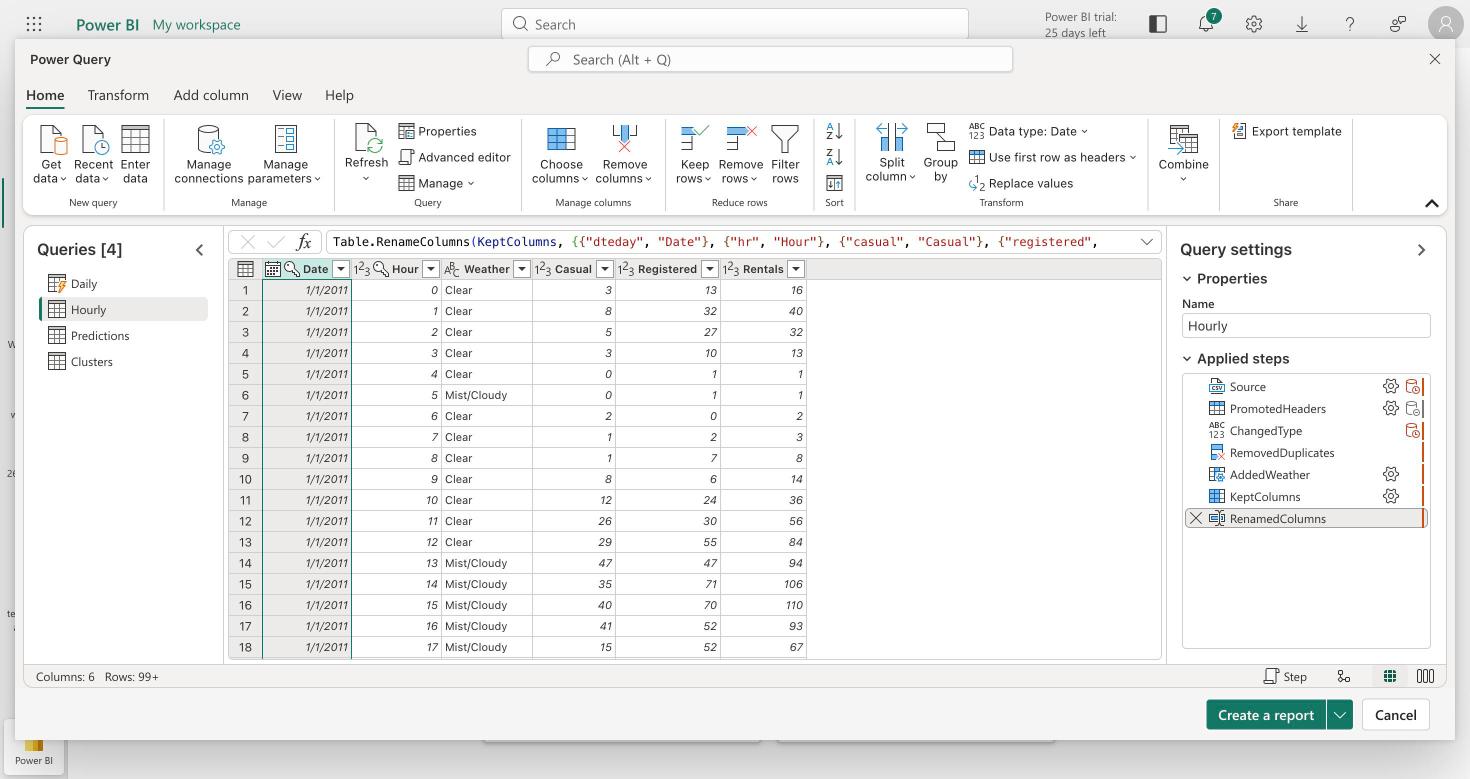 Power BI My workspace
Search
Power BI trial:
25 days left
7
Power Query
Search (Alt + Q)
Home Transform Add column View Help
Get data
Recent data
Enter data
New query
Manage connections
Manage parameters
Manage
Refresh
Properties
Advanced editor
Manage
Query
Choose columns
Remove columns
Manage columns
Keep rows
Remove rows
Filter rows
Reduce rows
Sort
Split column
Group by
Data type: Date
Use first row as headers
Replace values
Transform
Combine
Export template
Share
Queries [4]
Daily
Hourly
Predictions
Clusters
fx Table.RenameColumns(KeptColumns, {{"dteday", "Date"}, {"hr", "Hour"}, {"casual", "Casual"}, {"registered",
Date Hour Weather Casual Registered Rentals
1 1/1/2011 0 Clear 3 13 16
2 1/1/2011 1 Clear 8 32 40
3 1/1/2011 2 Clear 5 27 32
4 1/1/2011 3 Clear 3 10 13
5 1/1/2011 4 Clear 0 1 1
6 1/1/2011 5 Mist/Cloudy 0 1 1
7 1/1/2011 6 Clear 2 0 2
8 1/1/2011 7 Clear 1 2 3
9 1/1/2011 8 Clear 1 7 8
10 1/1/2011 9 Clear 8 6 14
11 1/1/2011 10 Clear 12 24 36
12 1/1/2011 11 Clear 26 30 56
13 1/1/2011 12 Clear 29 55 84
14 1/1/2011 13 Mist/Cloudy 47 47 94
15 1/1/2011 14 Mist/Cloudy 35 71 106
16 1/1/2011 15 Mist/Cloudy 40 70 110
17 1/1/2011 16 Mist/Cloudy 41 52 93
18 1/1/2011 17 Mist/Cloudy 15 52 67
Query settings
Properties
Name
Hourly
Applied steps
Source
PromotedHeaders
ChangedType
RemovedDuplicates
AddedWeather
KeptColumns
RenamedColumns
Columns: 6 Rows: 99+
Step
Create a report
Cancel
Power BI